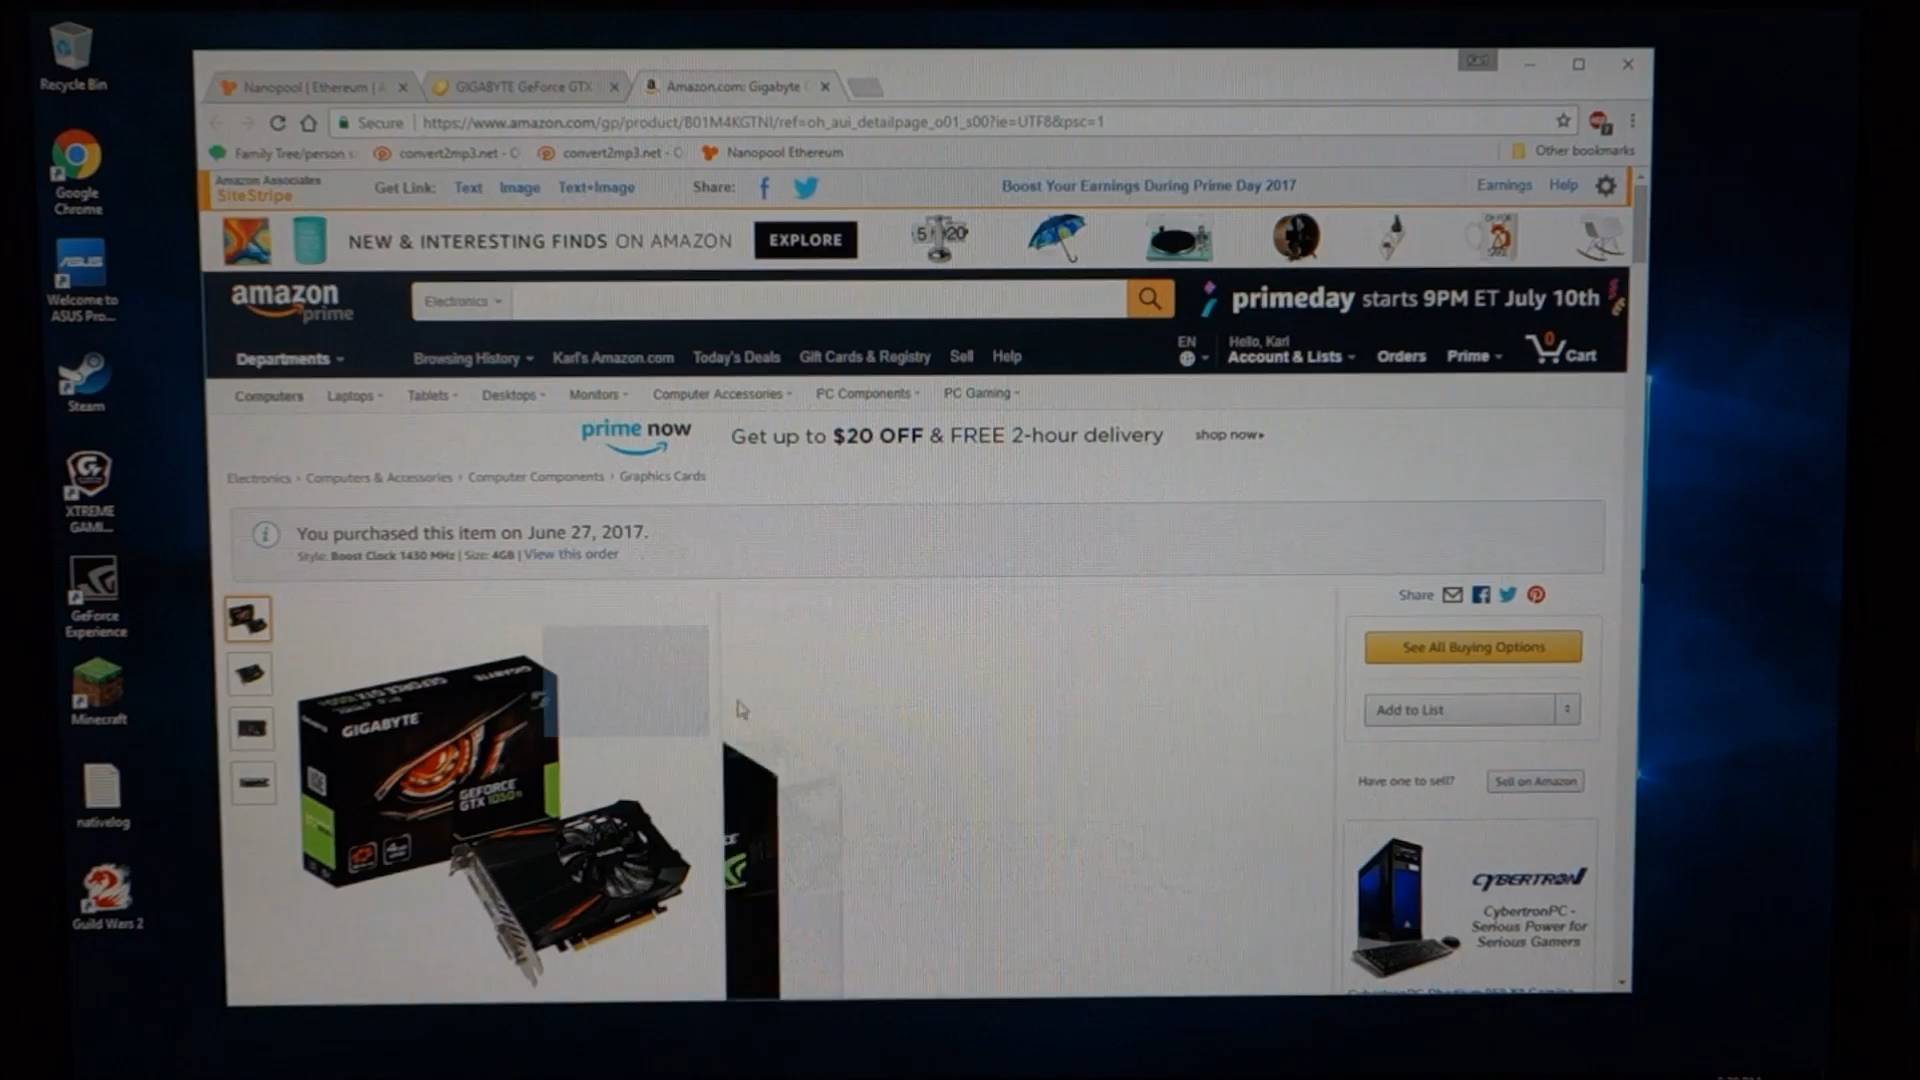 Recycle Bin
Google
Chrome
Welcome to
ASUS Pro...
Steam
XTREME
GAMI...
GeForce
Experience
Minecraft
nativelog
Guild Wars 2
Nanopool | Ethereum |
GIGABYTE GeForce GTX
Amazon.com: Gigabyte
Secure
https://www.amazon.com/gp/product/B01M4KGTNI/ref=oh_aui_detailpage_o01_s00?ie=UTF8&psc=1
Family Tree/person
convert2mp3.net -
convert2mp3.net -
Nanopool Ethereum
Other bookmarks
Amazon Associates
SiteStripe
Get Link: Text Image Text+Image
Share:
Boost Your Earnings During Prime Day 2017
Earnings Help
NEW & INTERESTING FINDS ON AMAZON
EXPLORE
amazon
prime
Electronics
primeday starts 9PM ET July 10th
Departments
Browsing History Karl's Amazon.com Today's Deals Gift Cards & Registry Sell Help
EN
Hello, Karl
Account & Lists Orders Prime
0
Cart
Computers Laptops Tablets Desktops Monitors Computer Accessories PC Components PC Gaming
prime now
Get up to $20 OFF & FREE 2-hour delivery shop now
Electronics › Computers & Accessories › Computer Components › Graphics Cards
You purchased this item on June 27, 2017.
Style: Boost Clock 1430 MHz | Size: 4GB | View this order
Share
See All Buying Options
Add to List
Have one to sell?
Sell on Amazon
GIGABYTE
GEFORCE
GTX 1050 Ti
CYBERTRON
CybertronPC -
Serious Power for
Serious Gamers